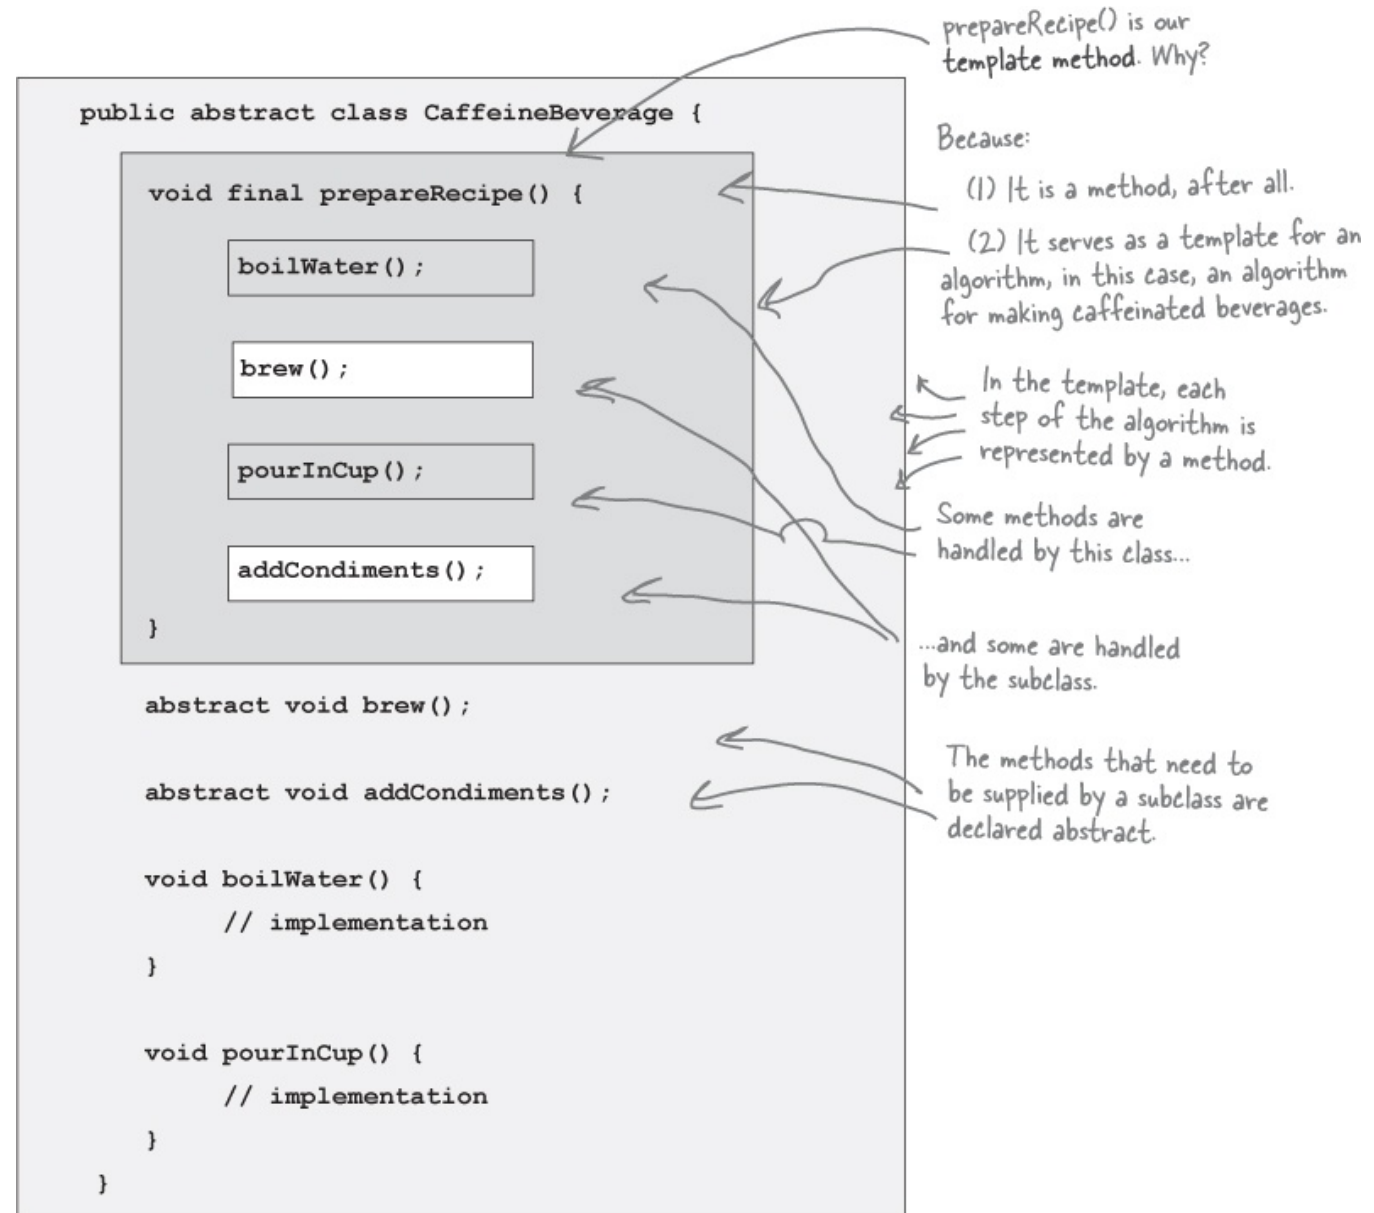 prepareRecipe() is our
template method. Why?
public abstract class CaffeineBeverage {
Because:
void final prepareRecipe() {
(1) It is a method, after all.
(2) It serves as a template for an
algorithm, in this case, an algorithm
for making caffeinated beverages.
boilWater();
brew();
In the template, each
step of the algorithm is
represented by a method.
pourInCup();
Some methods are
handled by this class...
addCondiments();
}
...and some are handled
by the subclass.
abstract void brew();
The methods that need to
be supplied by a subclass are
declared abstract.
abstract void addCondiments();
void boilWater() {
// implementation
}
void pourInCup() {
// implementation
}
}